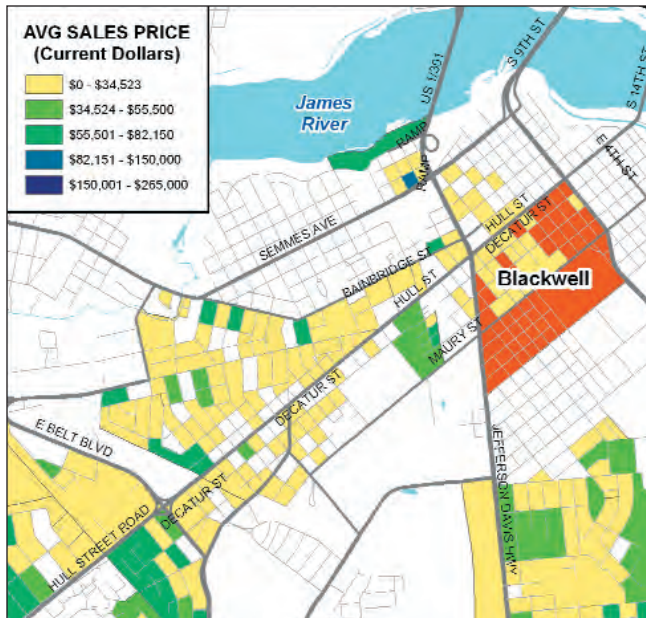 AVG SALES PRICE
(Current Dollars)
$0 - $34,523
$34,524 - $55,500
$55,501 - $82,150
$82,151 - $150,000
$150,001 - $265,000
James
River
US 1/301
S 9TH ST
S 14TH ST
RAMP
RAMP
E 4TH ST
SEMMES AVE
HULL ST
DECATUR ST
BAINBRIDGE ST
HULL ST
Blackwell
MAURY ST
DECATUR ST
E BELT BLVD
JEFFERSON DAVIS HWY
DECATUR ST
HULL STREET ROAD